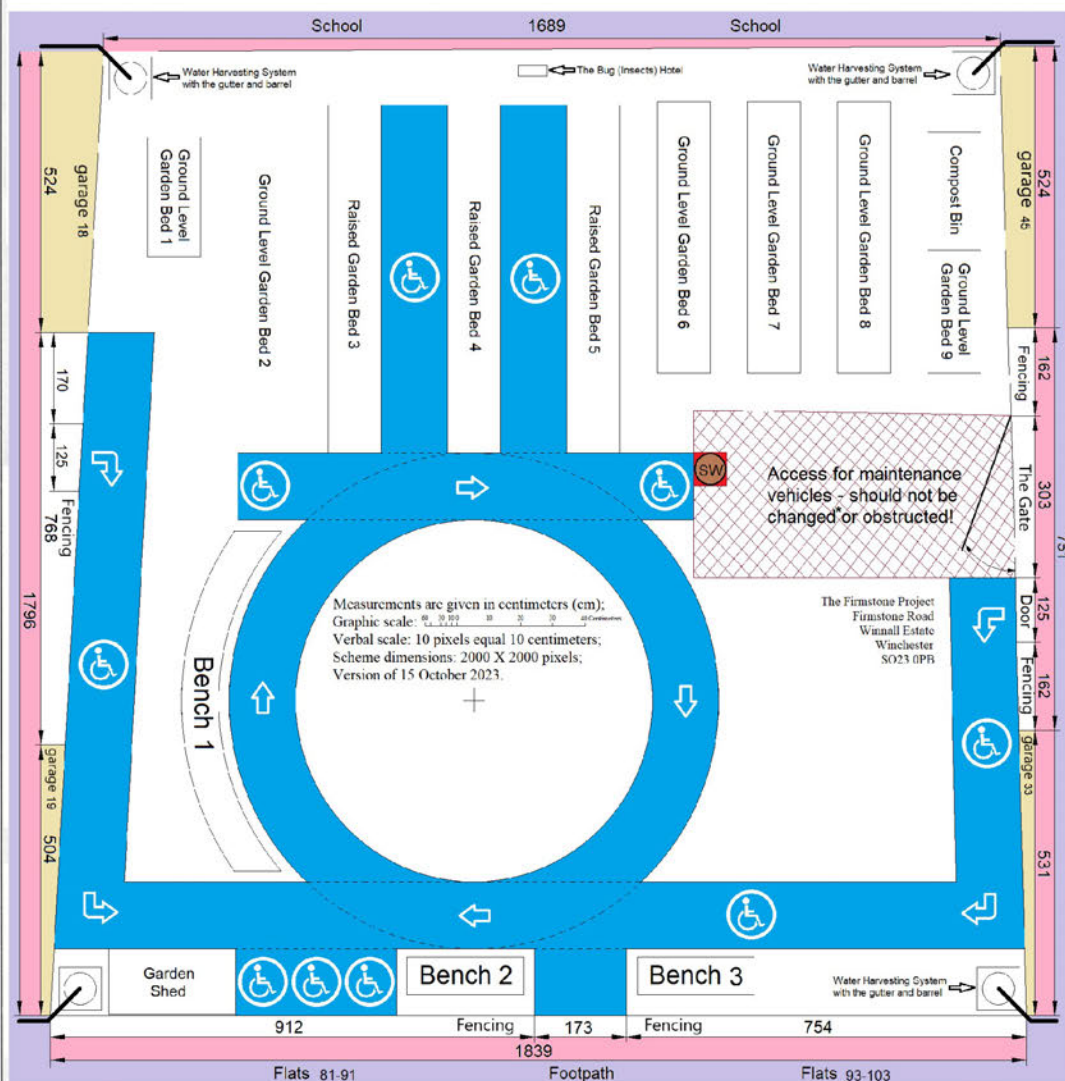 School 1689 School
Water Harvesting System
with the gutter and barrel
The Bug (Insects) Hotel
Water Harvesting System
with the gutter and barrel
524
garage 18
Ground Level
Garden Bed 1
Ground Level Garden Bed 2
Raised Garden Bed 3
Raised Garden Bed 4
Raised Garden Bed 5
Ground Level Garden Bed 6
Ground Level Garden Bed 7
Ground Level Garden Bed 8
Compost Bin
Ground Level
Garden Bed 9
garage 45
524
170
125
Fencing
768
1796
Fencing
162
The Gate
303
SW
Access for maintenance
vehicles - should not be
changed* or obstructed!
Door
125
Fencing
162
Measurements are given in centimeters (cm);
Graphic scale:
Verbal scale: 10 pixels equal 10 centimeters;
Scheme dimensions: 2000 X 2000 pixels;
Version of 15 October 2023.
The Firmstone Project
Firmstone Road
Winnall Estate
Winchester
SO23 0PB
Bench 1
garage 19
504
garage 33
531
Garden
Shed
Bench 2
Bench 3
Water Harvesting System
with the gutter and barrel
912 Fencing 173 Fencing 754
1839
Flats 81-91 Footpath Flats 93-103